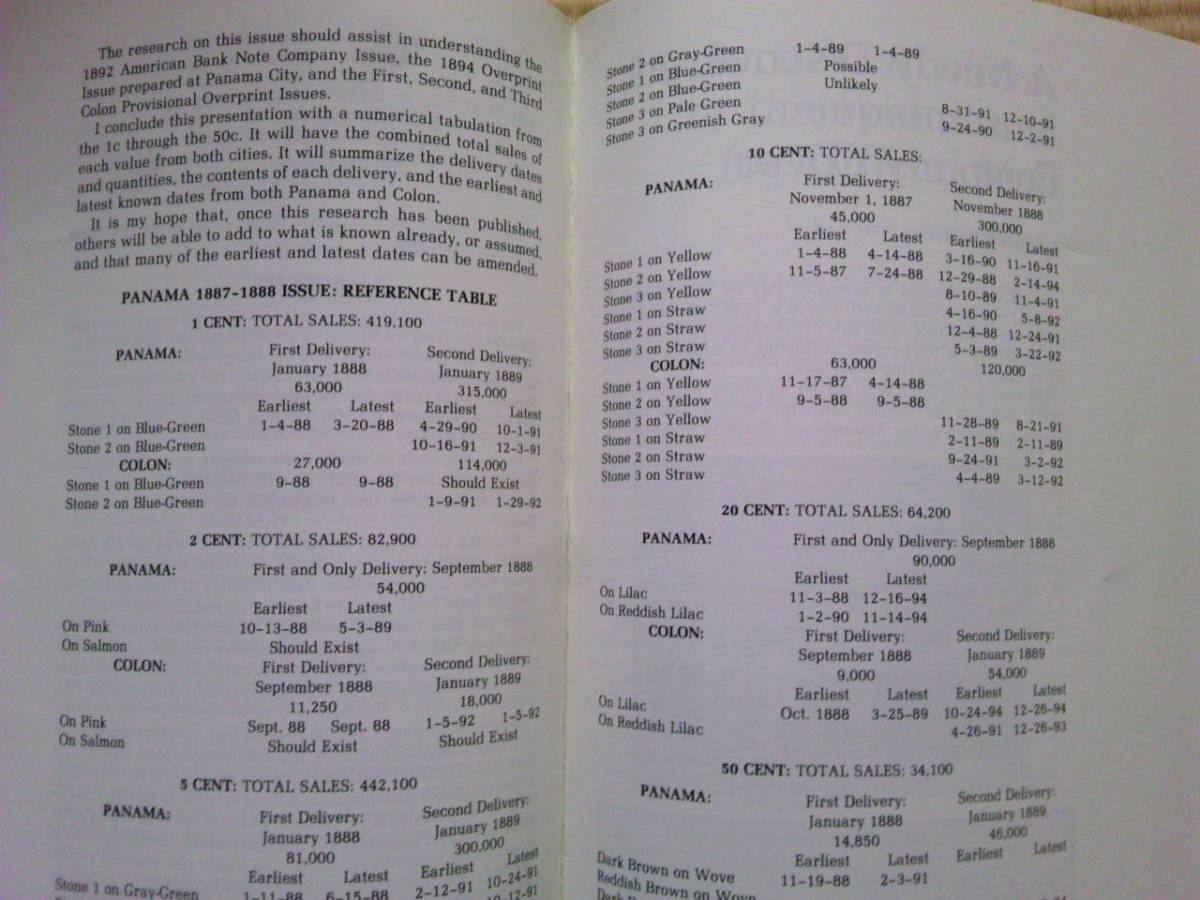 The research on this issue should assist in understanding the
1892 American Bank Note Company Issue, the 1894 Overprint
Issue prepared at Panama City, and the First, Second, and Third
Colon Provisional Overprint Issues.
I conclude this presentation with a numerical tabulation from
the 1c through the 50c. It will have the combined total sales of
each value from both cities. It will summarize the delivery dates
and quantities, the contents of each delivery, and the earliest and
latest known dates from both Panama and Colon.
It is my hope that, once this research has been published,
others will be able to add to what is known already, or assumed,
and that many of the earliest and latest dates can be amended.
PANAMA 1887-1888 ISSUE: REFERENCE TABLE
1 CENT: TOTAL SALES: 419,100
PANAMA: First Delivery: Second Delivery:
January 1888 January 1889
63,000 315,000
Earliest Latest Earliest Latest
Stone 1 on Blue-Green 1-4-88 3-20-88 4-29-90 10-1-91
Stone 2 on Blue-Green 10-16-91 12-3-91
COLON: 27,000 114,000
Stone 1 on Blue-Green 9-88 9-88 Should Exist
Stone 2 on Blue-Green 1-9-91 1-29-92
2 CENT: TOTAL SALES: 82,900
PANAMA: First and Only Delivery: September 1888
54,000
Earliest Latest
On Pink 10-13-88 5-3-89
On Salmon Should Exist
COLON: First Delivery: Second Delivery:
September 1888 January 1889
11,250 18,000
On Pink Sept. 88 Sept. 88 1-5-92 1-5-92
On Salmon Should Exist Should Exist
5 CENT: TOTAL SALES: 442,100
PANAMA: First Delivery: Second Delivery:
January 1888 January 1889
81,000 300,000
Earliest Latest Earliest Latest
Stone 1 on Gray-Green 1-11-88 6-15-88 2-12-91 10-24-91
Stone 2 on Gray-Green 1-4-89 1-4-89
Stone 1 on Blue-Green Possible
Stone 2 on Blue-Green Unlikely
Stone 3 on Pale Green 8-31-91 12-10-91
Stone 3 on Greenish Gray 9-24-90 12-2-91
10 CENT: TOTAL SALES:
PANAMA: First Delivery: Second Delivery:
November 1, 1887 November 1888
45,000 300,000
Earliest Latest Earliest Latest
Stone 1 on Yellow 1-4-88 4-14-88 3-16-90 11-16-91
Stone 2 on Yellow 11-5-87 7-24-88 12-29-88 2-14-94
Stone 3 on Yellow 8-10-89 11-4-91
Stone 1 on Straw 4-16-90 5-8-92
Stone 2 on Straw 12-4-88 12-24-91
Stone 3 on Straw 5-3-89 3-22-92
COLON: 63,000 120,000
Stone 1 on Yellow 11-17-87 4-14-88
Stone 2 on Yellow 9-5-88 9-5-88
Stone 3 on Yellow 11-28-89 8-21-91
Stone 1 on Straw 2-11-89 2-11-89
Stone 2 on Straw 9-24-91 3-2-92
Stone 3 on Straw 4-4-89 3-12-92
20 CENT: TOTAL SALES: 64,200
PANAMA: First and Only Delivery: September 1888
90,000
Earliest Latest
On Lilac 11-3-88 12-16-94
On Reddish Lilac 1-2-90 11-14-94
COLON: First Delivery: Second Delivery:
September 1888 January 1889
9,000 54,000
Earliest Latest Earliest Latest
On Lilac Oct. 1888 3-25-89 10-24-94 12-26-94
On Reddish Lilac 4-26-91 12-26-93
50 CENT: TOTAL SALES: 34,100
PANAMA: First Delivery: Second Delivery:
January 1888 January 1889
14,850 46,000
Earliest Latest Earliest Latest
Dark Brown on Wove 11-19-88 2-3-91
Reddish Brown on Wove